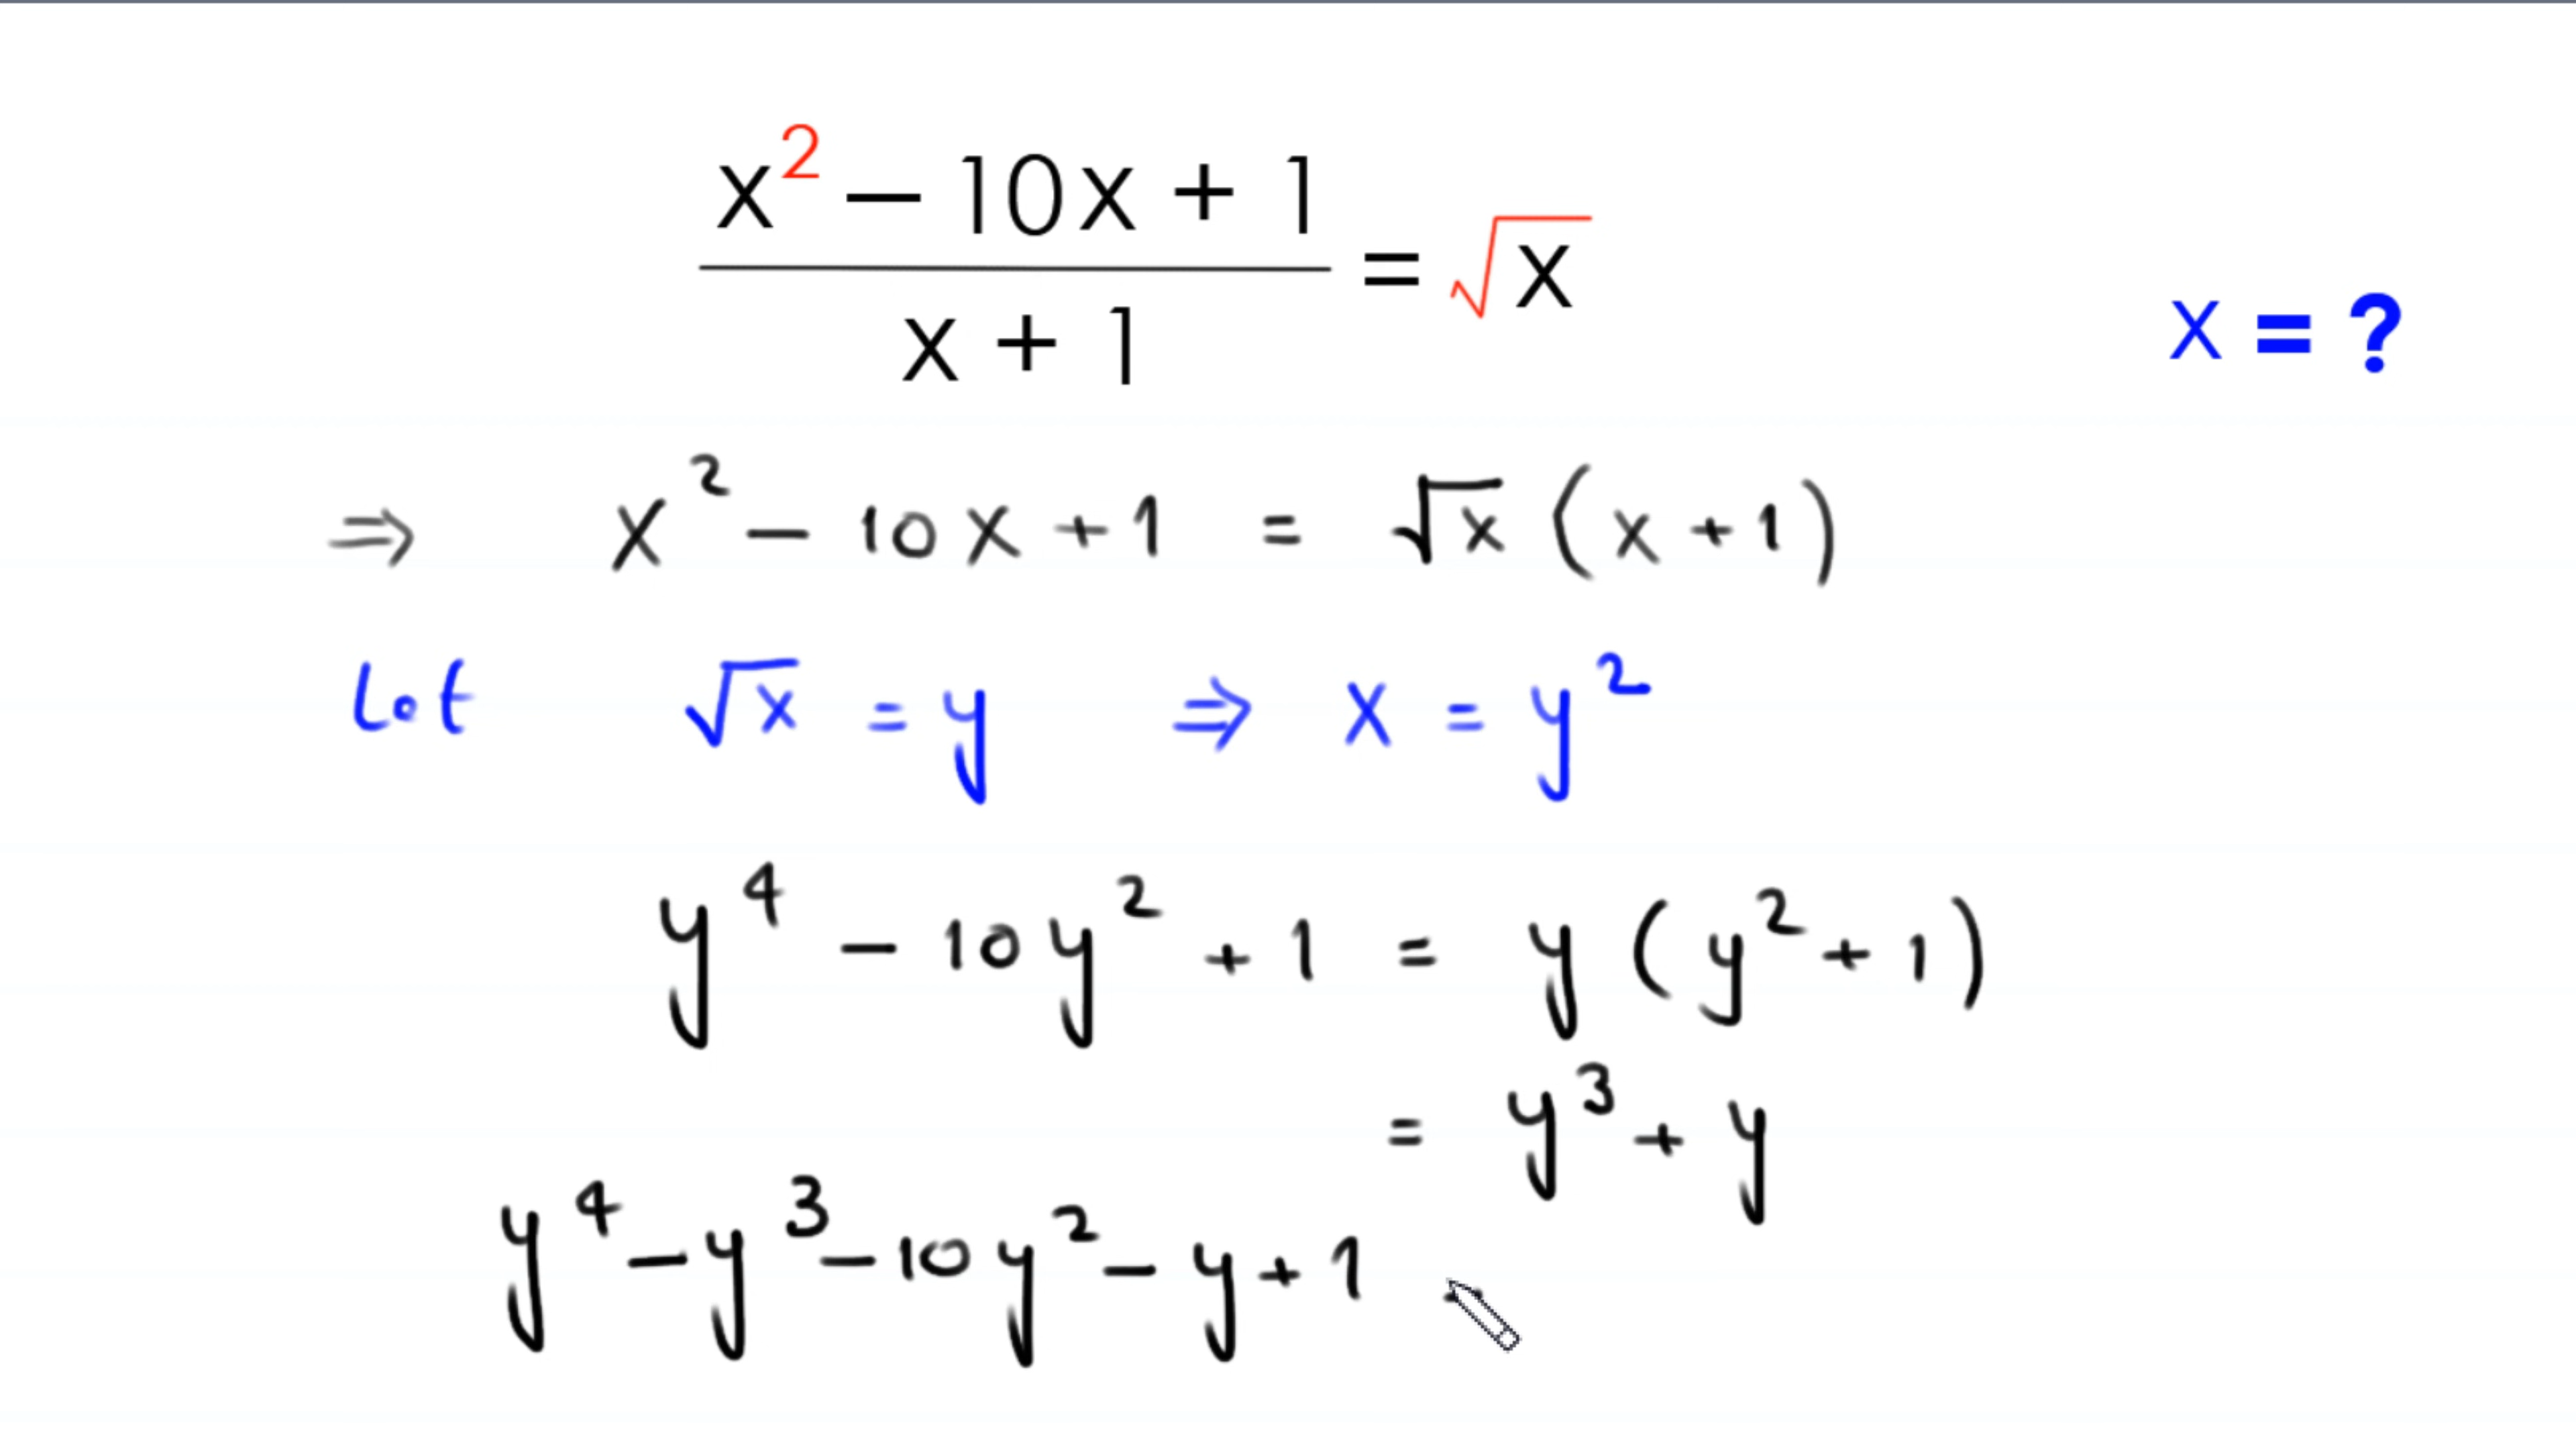 x² – 10x + 1
x + 1
= √x
x = ?
⇒ x² – 10x + 1 = √x (x + 1)
let √x = y ⇒ x = y²
y⁴ – 10y² + 1 = y (y² + 1)
= y³ + y
y⁴ – y³ – 10y² – y + 1